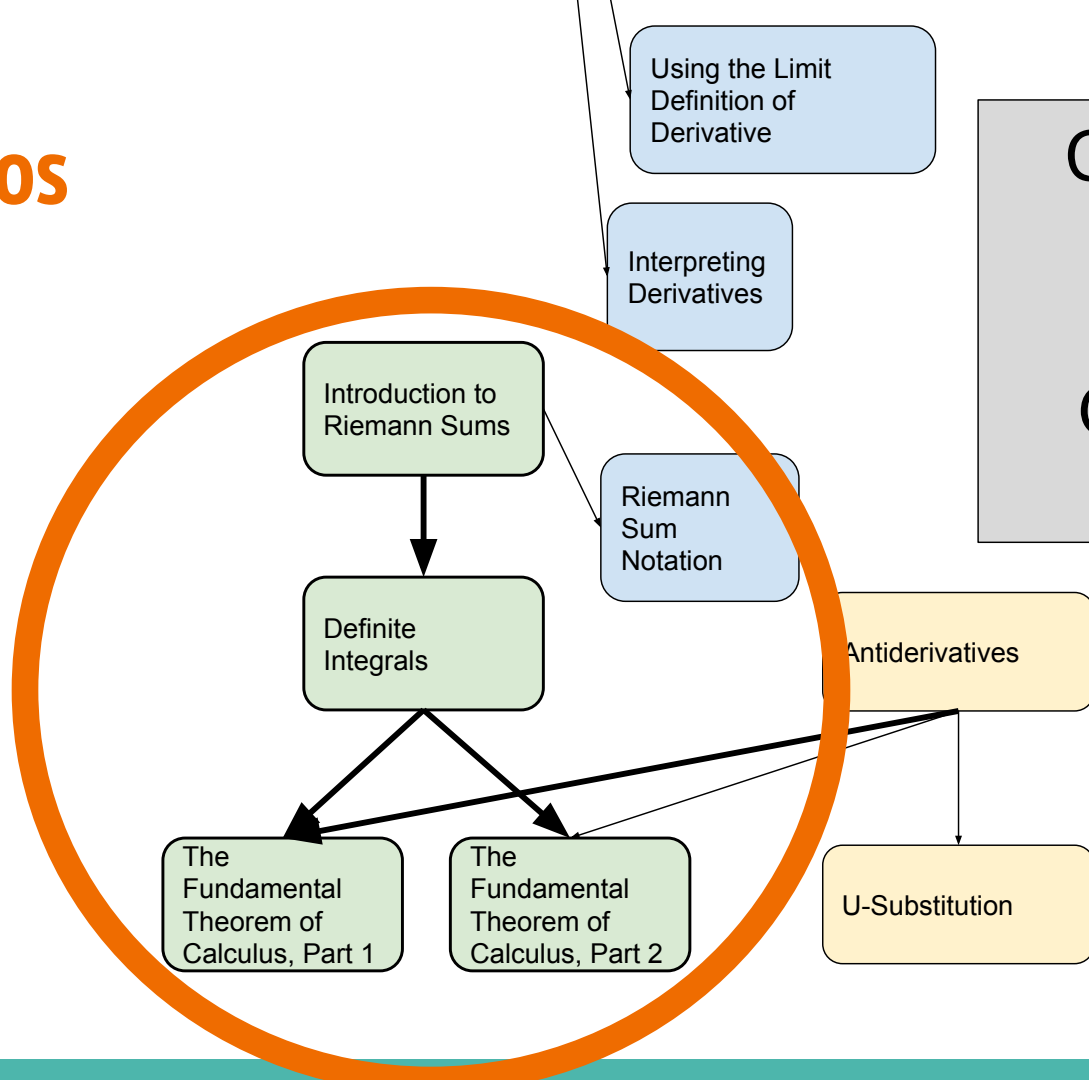 Using the Limit
Definition of
Derivative
os
Interpreting
Derivatives
Introduction to
Riemann Sums
Riemann
Sum
Notation
Definite
Integrals
Antiderivatives
The
Fundamental
Theorem of
Calculus, Part 1
The
Fundamental
Theorem of
Calculus, Part 2
U-Substitution